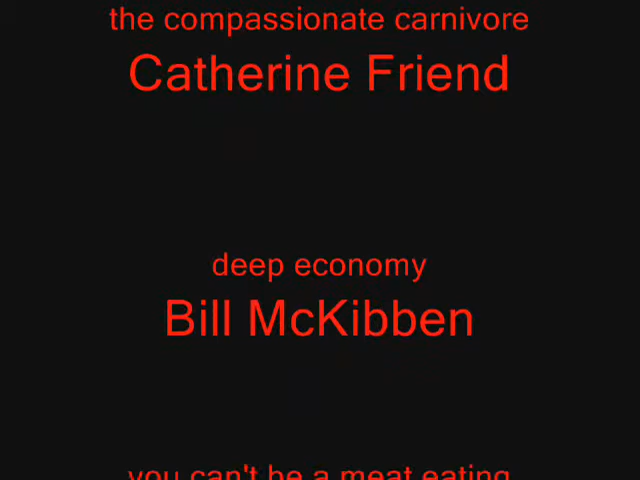 the compassionate carnivore
Catherine Friend
deep economy
Bill McKibben
you can't be a meat eating